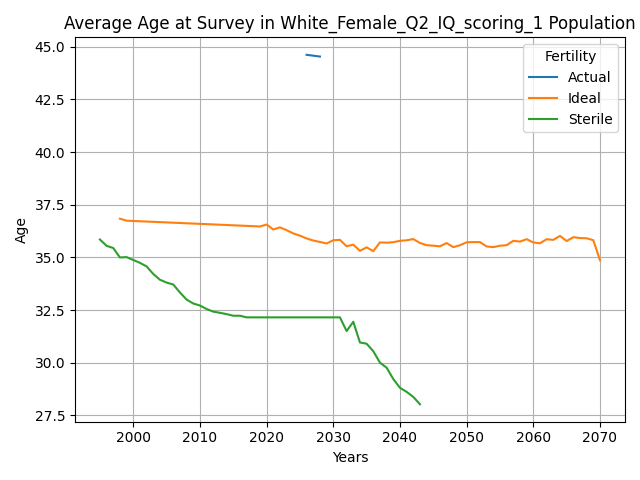 Average Age at Survey in White_Female_Q2_IQ_scoring_1 Population
Fertility
Actual
Ideal
Sterile
45.0
42.5
40.0
37.5
35.0
32.5
30.0
27.5
Age
2000 2010 2020 2030 2040 2050 2060 2070
Years